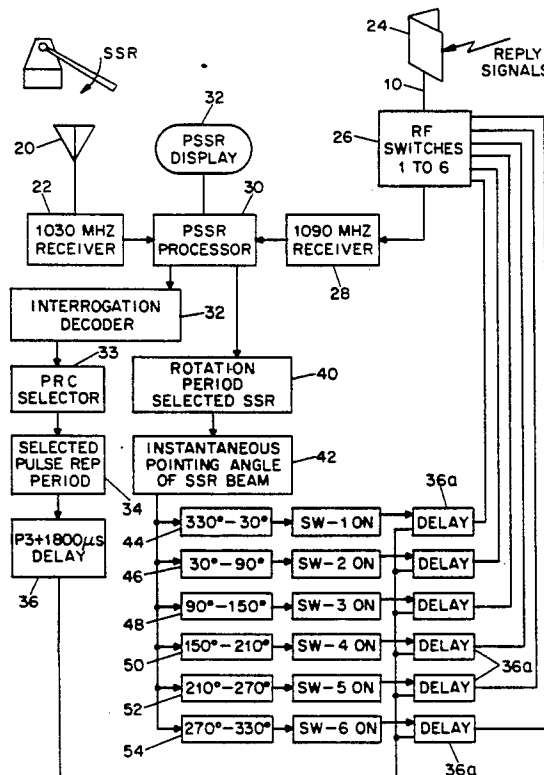 SSR
24
REPLY
SIGNALS
10
32
20
PSSR
DISPLAY
26
RF
SWITCHES
1 TO 6
22
30
1030 MHZ
RECEIVER
PSSR
PROCESSOR
1090 MHZ
RECEIVER
28
INTERROGATION
DECODER
32
33
PRC
SELECTOR
ROTATION
PERIOD
SELECTED SSR
40
SELECTED
PULSE REP
PERIOD
34
INSTANTANEOUS
POINTING ANGLE
OF SSR BEAM
42
36a
P3+1800μs
DELAY
36
330°-30°
SW-1 ON
DELAY
44
30°-90°
SW-2 ON
DELAY
46
90°-150°
SW-3 ON
DELAY
48
150°-210°
SW-4 ON
DELAY
50
36a
210°-270°
SW-5 ON
DELAY
52
270°-330°
SW-6 ON
DELAY
54
36a